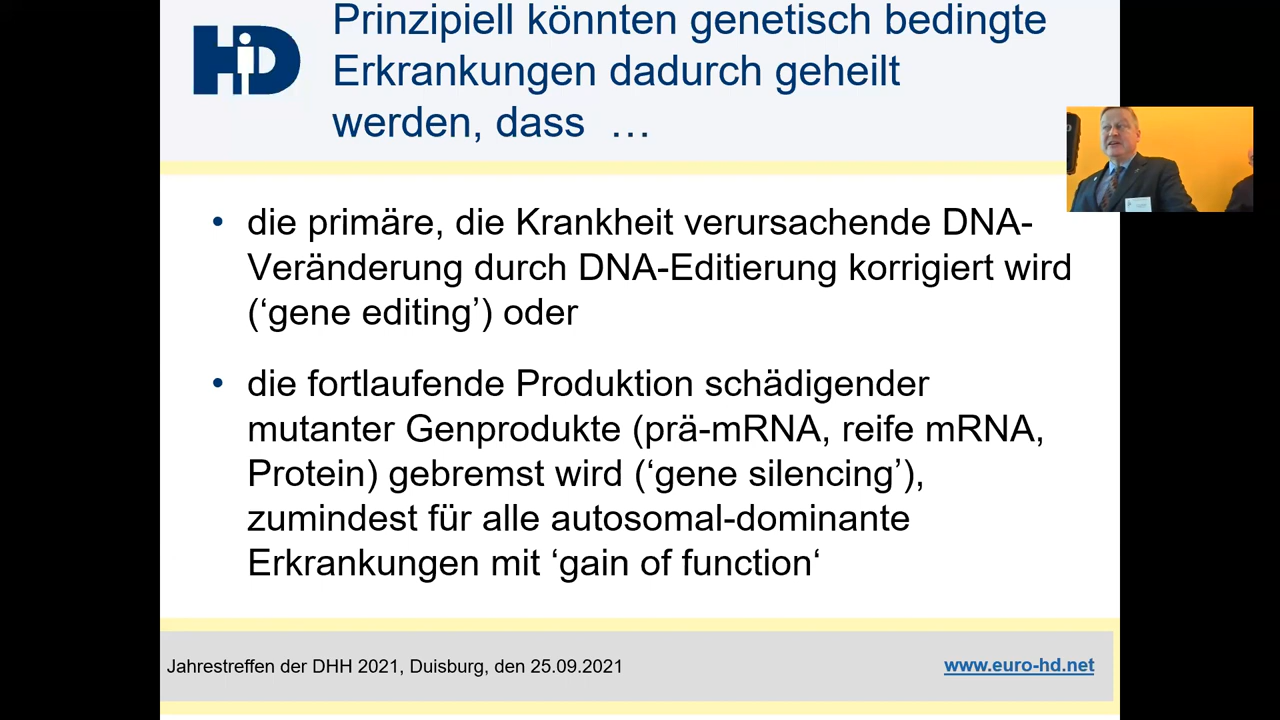 HD
Prinzipiell könnten genetisch bedingte
Erkrankungen dadurch geheilt
werden, dass …
• die primäre, die Krankheit verursachende DNA-
Veränderung durch DNA-Editierung korrigiert wird
(‘gene editing’) oder
• die fortlaufende Produktion schädigender
mutanter Genprodukte (prä-mRNA, reife mRNA,
Protein) gebremst wird (‘gene silencing’),
zumindest für alle autosomal-dominante
Erkrankungen mit ‘gain of function‘
Jahrestreffen der DHH 2021, Duisburg, den 25.09.2021
www.euro-hd.net